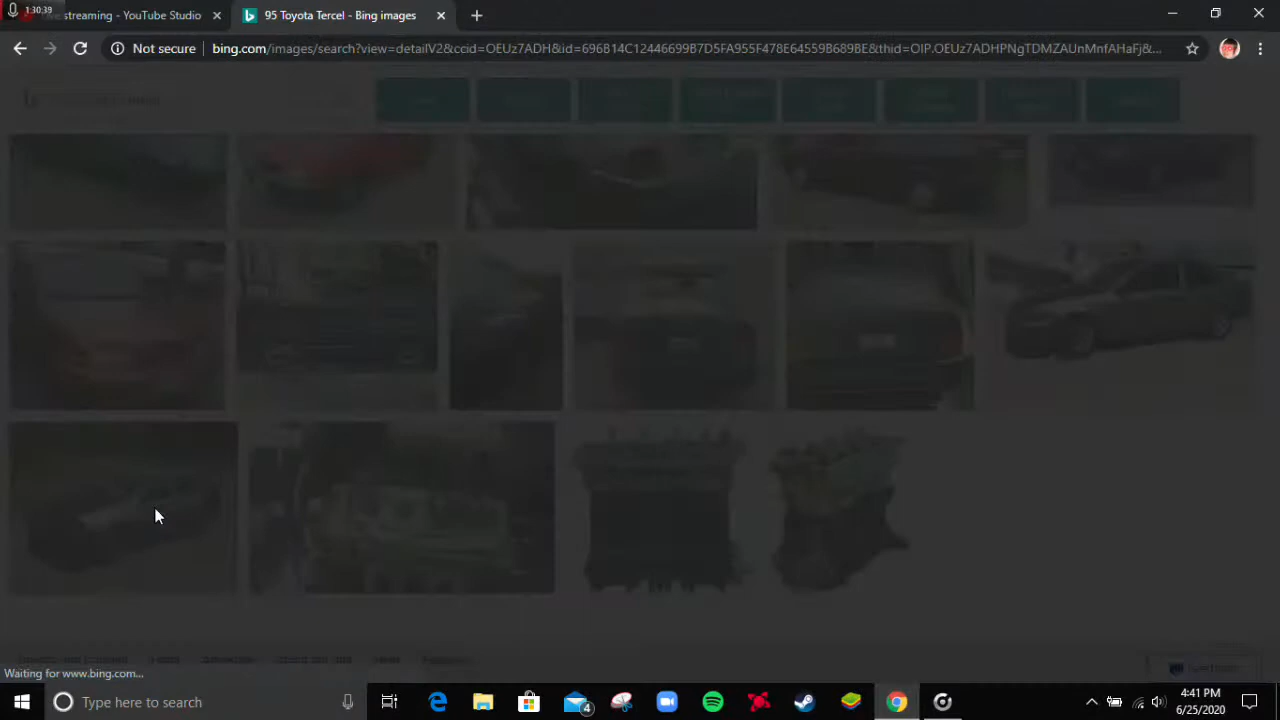 1:30:39
streaming - YouTube Studio
95 Toyota Tercel - Bing images
Not secure
bing.com/images/search?view=detailV2&ccid=OEUz7ADH&id=696B14C12446699B7D5FA955F478E64559B689BE&thid=OIP.OEUz7ADHPNgTDMZAUnMnfAHaFj&...
Waiting for www.bing.com...
Type here to search
4
4:41 PM
6/25/2020